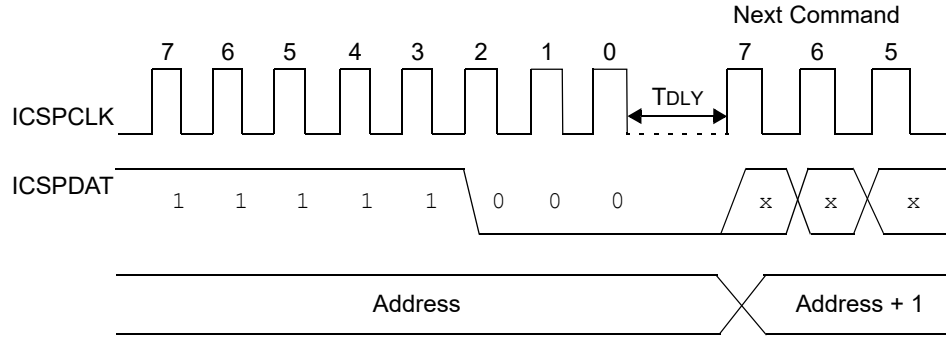 Next Command
7 6 5 4 3 2 1 0 7 6 5
TDLY
ICSPCLK
ICSPDAT
1 1 1 1 1 0 0 0 x x x
Address Address + 1